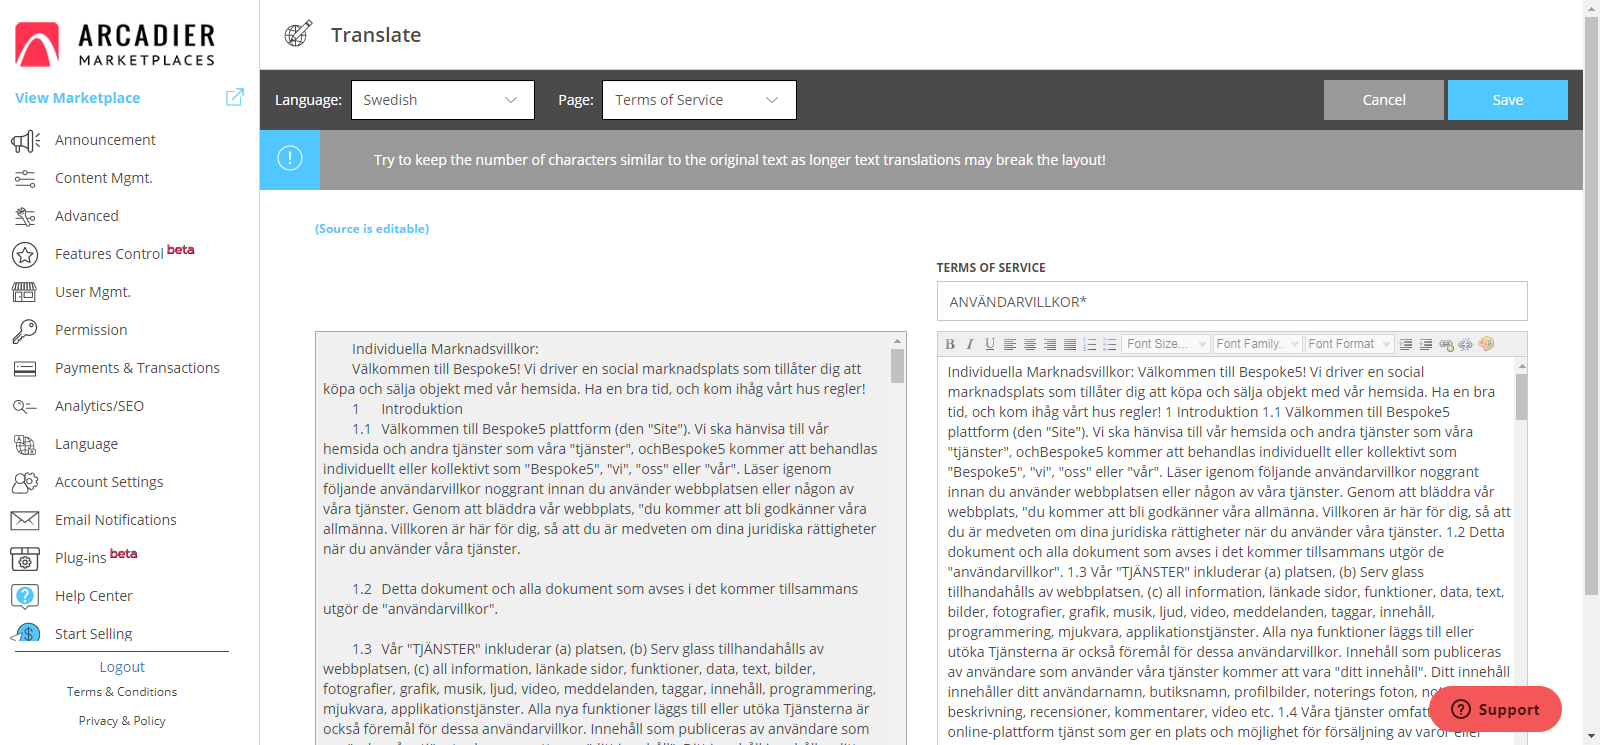 ARCADIER
MARKETPLACES
View Marketplace
Announcement
Content Mgmt.
Advanced
Features Control beta
User Mgmt.
Permission
Payments & Transactions
Analytics/SEO
Language
Account Settings
Email Notifications
Plug-ins beta
Help Center
Start Selling
Logout
Terms & Conditions
Privacy & Policy
Translate
Language: Swedish Page: Terms of Service Cancel Save
Try to keep the number of characters similar to the original text as longer text translations may break the layout!
(Source is editable)
Individuella Marknadsvillkor:
Välkommen till Bespoke5! Vi driver en social marknadsplats som tillåter dig att
köpa och sälja objekt med vår hemsida. Ha en bra tid, och kom ihåg vårt hus regler!
1 Introduktion
1.1 Välkommen till Bespoke5 plattform (den "Site"). Vi ska hänvisa till vår
hemsida och andra tjänster som våra "tjänster", ochBespoke5 kommer att behandlas
individuellt eller kollektivt som "Bespoke5", "vi", "oss" eller "vår". Läser igenom
följande användarvillkor noggrant innan du använder webbplatsen eller någon av
våra tjänster. Genom att bläddra vår webbplats, "du kommer att bli godkänner våra
allmänna. Villkoren är här för dig, så att du är medveten om dina juridiska rättigheter
när du använder våra tjänster.
1.2 Detta dokument och alla dokument som avses i det kommer tillsammans
utgör de "användarvillkor".
1.3 Vår "TJÄNSTER" inkluderar (a) platsen, (b) Serv glass tillhandahålls av
webbplatsen, (c) all information, länkade sidor, funktioner, data, text, bilder,
fotografier, grafik, musik, ljud, video, meddelanden, taggar, innehåll, programmering,
mjukvara, applikationstjänster. Alla nya funktioner läggs till eller utöka Tjänsterna är
också föremål för dessa användarvillkor. Innehåll som publiceras av användare som
TERMS OF SERVICE
ANVÄNDARVILLKOR*
B I U Font Size... Font Family. Font Format
Individuella Marknadsvillkor: Välkommen till Bespoke5! Vi driver en social
marknadsplats som tillåter dig att köpa och sälja objekt med vår hemsida. Ha en bra
tid, och kom ihåg vårt hus regler! 1 Introduktion 1.1 Välkommen till Bespoke5
plattform (den "Site"). Vi ska hänvisa till vår hemsida och andra tjänster som våra
"tjänster", ochBespoke5 kommer att behandlas individuellt eller kollektivt som
"Bespoke5", "vi", "oss" eller "vår". Läser igenom följande användarvillkor noggrant
innan du använder webbplatsen eller någon av våra tjänster. Genom att bläddra vår
webbplats, "du kommer att bli godkänner våra allmänna. Villkoren är här för dig, så att
du är medveten om dina juridiska rättigheter när du använder våra tjänster. 1.2 Detta
dokument och alla dokument som avses i det kommer tillsammans utgör de
"användarvillkor". 1.3 Vår "TJÄNSTER" inkluderar (a) platsen, (b) Serv glass
tillhandahålls av webbplatsen, (c) all information, länkade sidor, funktioner, data, text,
bilder, fotografier, grafik, musik, ljud, video, meddelanden, taggar, innehåll,
programmering, mjukvara, applikationstjänster. Alla nya funktioner läggs till eller
utöka Tjänsterna är också föremål för dessa användarvillkor. Innehåll som publiceras
av användare som använder våra tjänster kommer att vara "ditt innehåll". Ditt innehåll
innehåller ditt användarnamn, butiksnamn, profilbilder, noterings foton,
beskrivning, recensioner, kommentarer, video etc. 1.4 Våra tjänster
online-plattform tjänst som ger en plats och möjlighet för försäljning av varor eller
Support